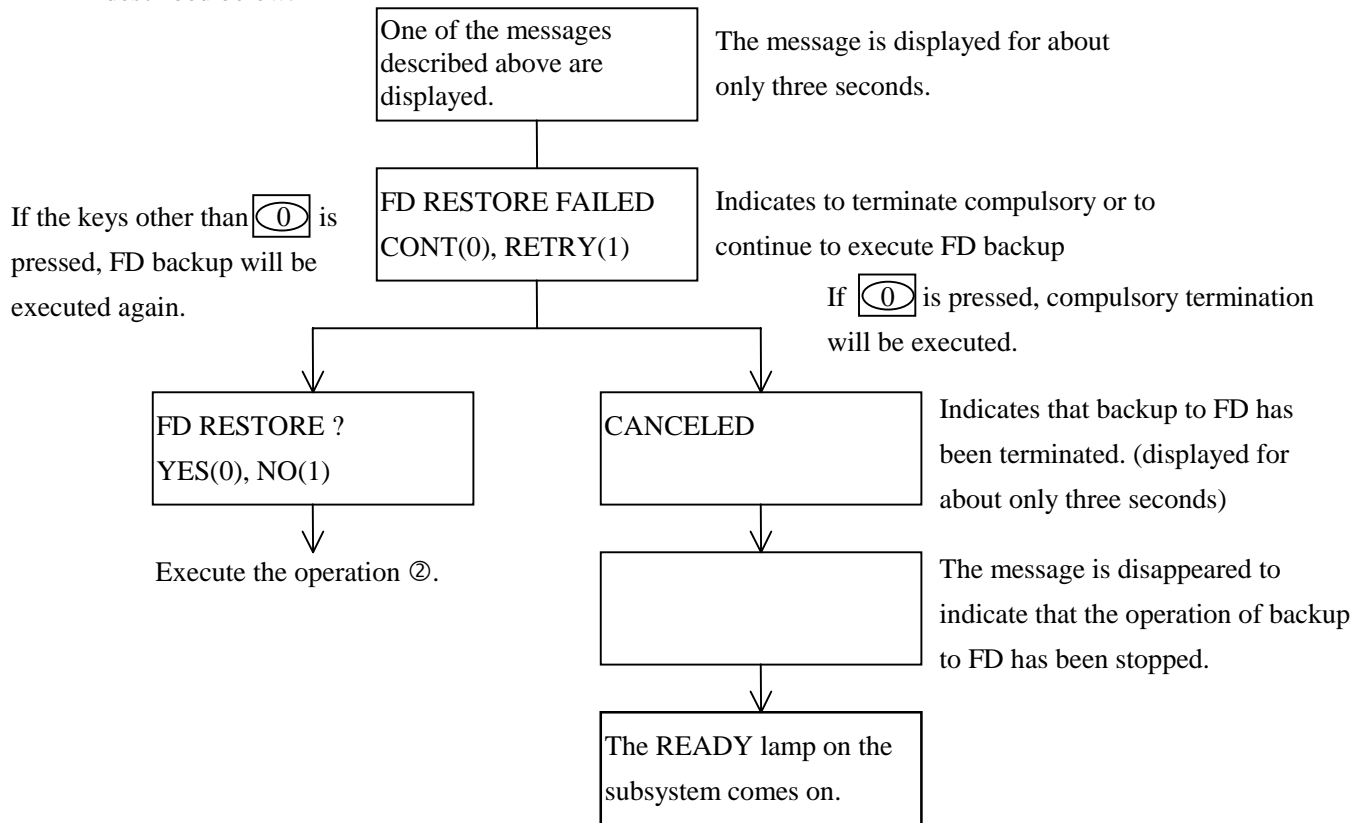 One of the messages
described above are
displayed.
The message is displayed for about
only three seconds.
FD RESTORE FAILED
CONT(0), RETRY(1)
Indicates to terminate compulsory or to
continue to execute FD backup
If the keys other than 0 is
pressed, FD backup will be
executed again.
If 0 is pressed, compulsory termination
will be executed.
FD RESTORE ?
YES(0), NO(1)
CANCELED
Indicates that backup to FD has
been terminated. (displayed for
about only three seconds)
Execute the operation ②.
The message is disappeared to
indicate that the operation of backup
to FD has been stopped.
The READY lamp on the
subsystem comes on.